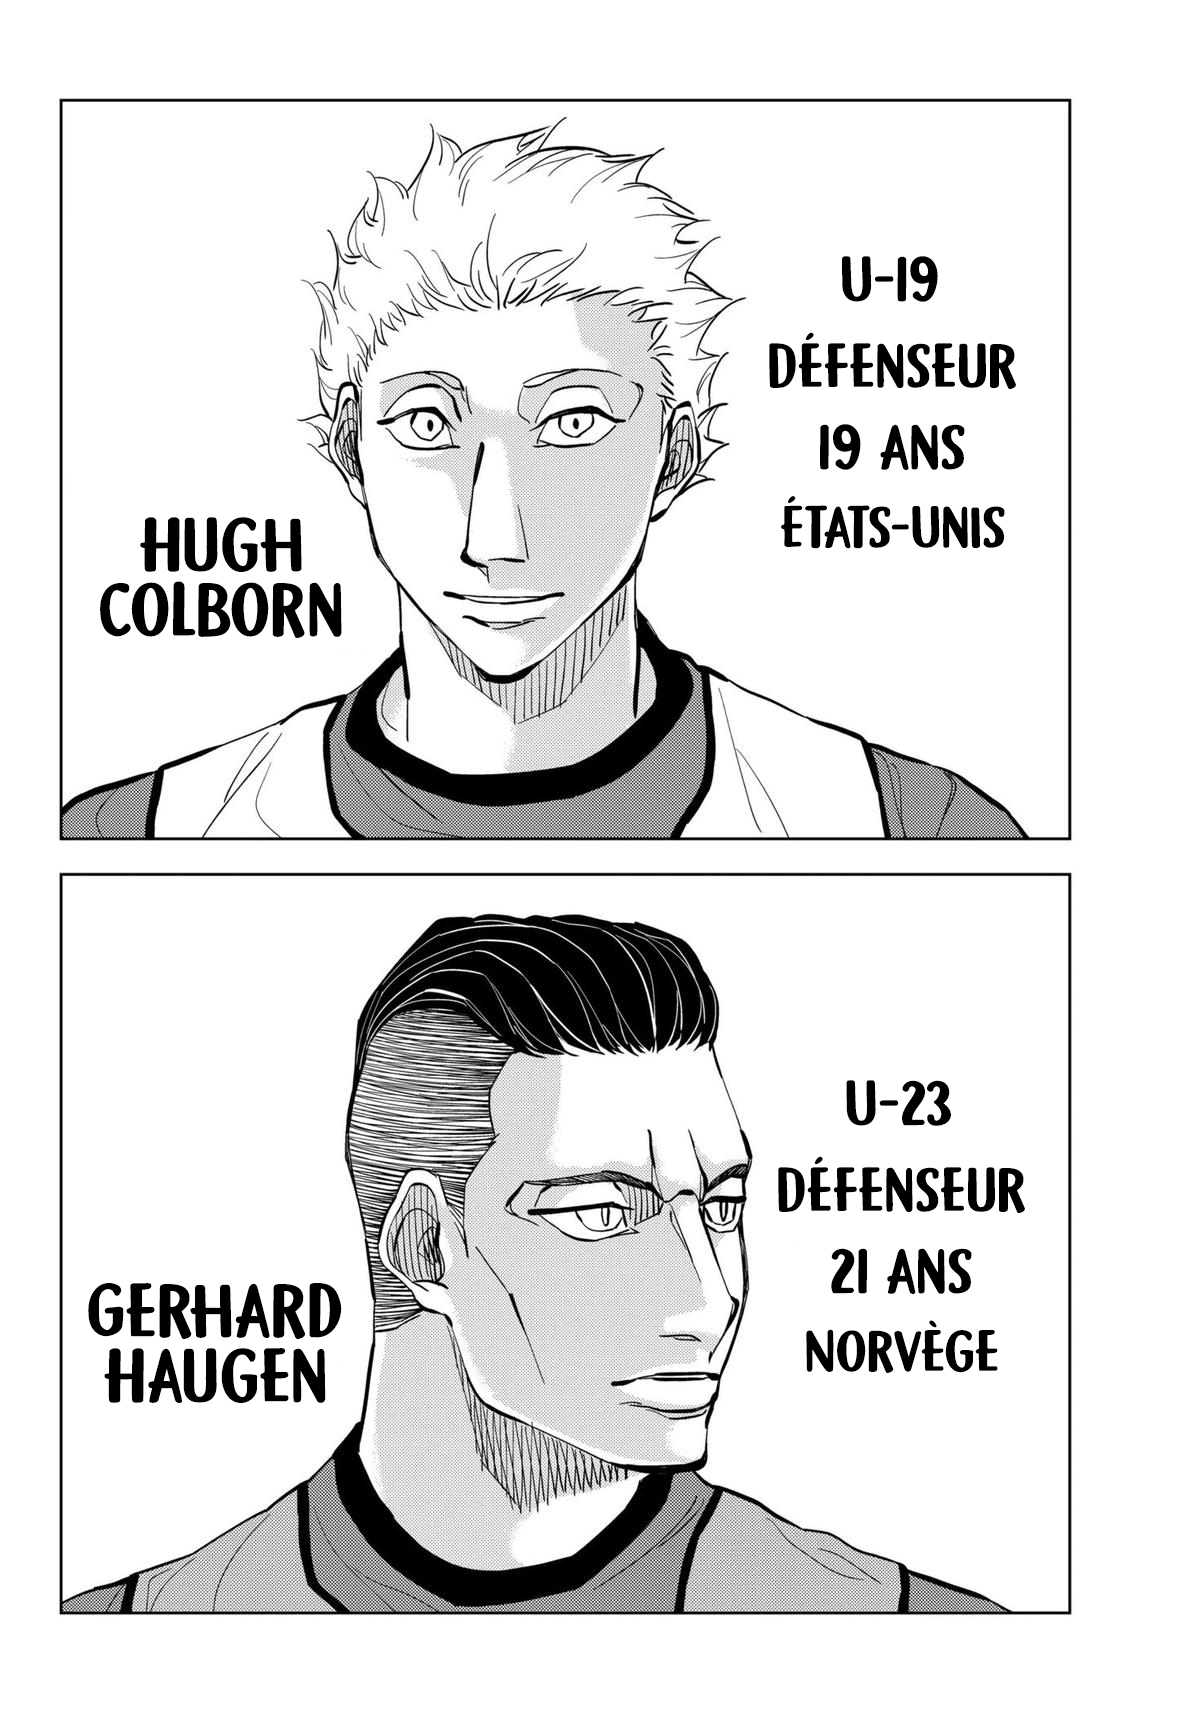 U-19
DÉFENSEUR
19 ANS
ÉTATS-UNIS
HUGH
COLBORN
U-23
DÉFENSEUR
21 ANS
NORVÈGE
GERHARD
HAUGEN